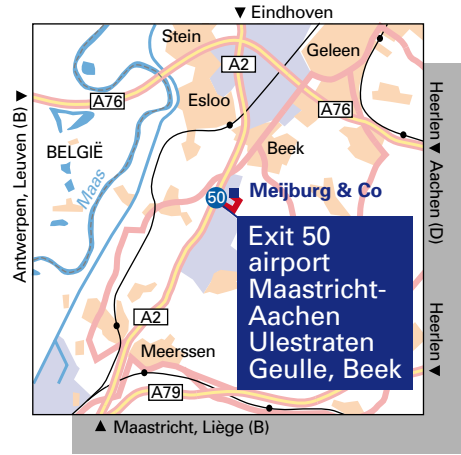 Eindhoven
Stein
Geleen
A2
A76
Esloo
A76
Heerlen
Aachen (D)
Antwerpen, Leuven (B)
BELGIË
Beek
Maas
50
Meijburg & Co
Exit 50
airport
Maastricht-
Aachen
Ulestraten
Geulle, Beek
Heerlen
A2
Meerssen
A79
Maastricht, Liège (B)